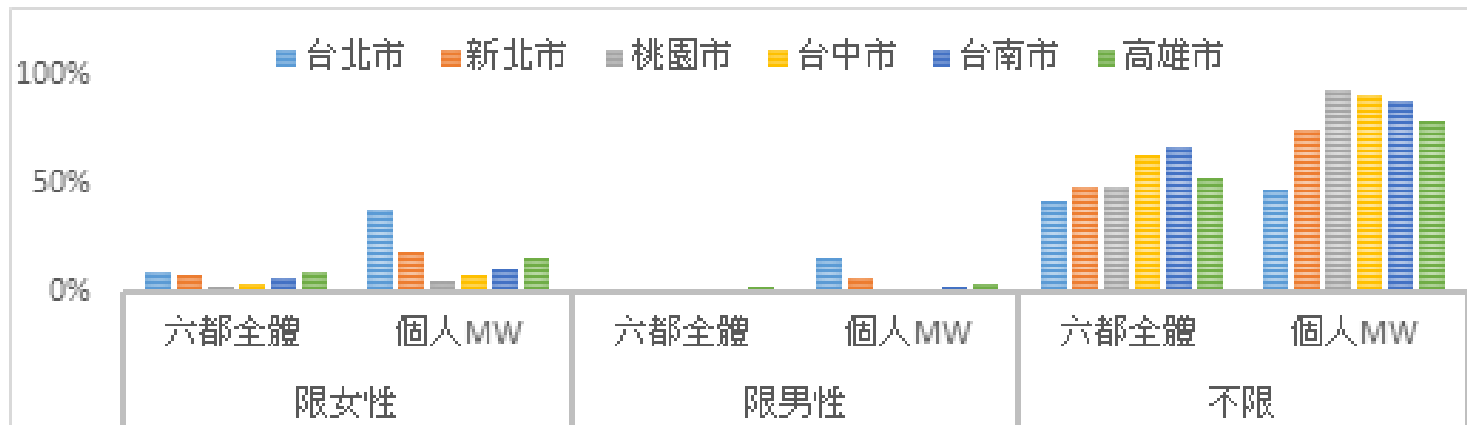 台北市 新北市 桃園市 台中市 台南市 高雄市
100%
50%
0%
六都全體 個人MW 六都全體 個人MW 六都全體 個人MW
限女性 限男性 不限